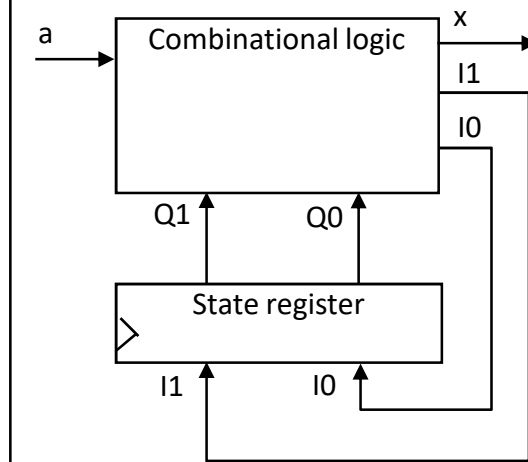 Combinational logic
a
x
I1
I0
Q1
Q0
State register
I1
I0